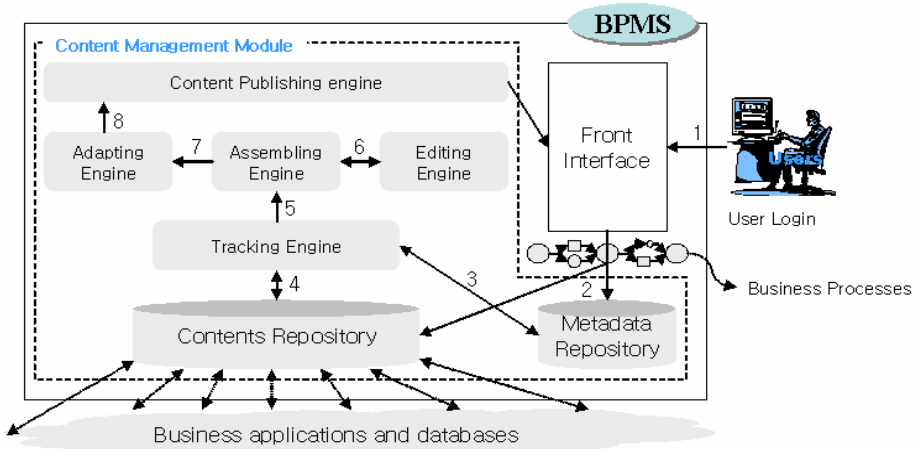 BPMS
Content Management Module
Content Publishing engine
8
Adapting
Engine
7
Assembling
Engine
6
Editing
Engine
Front
Interface
1
Users
User Login
5
Tracking Engine
4
3
2
Business Processes
Contents Repository
Metadata
Repository
Business applications and databases